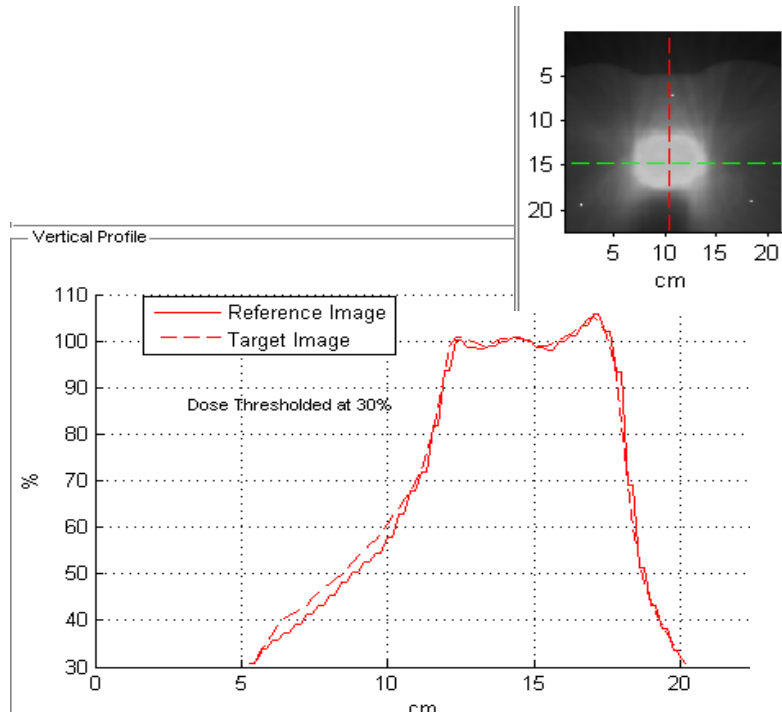 5
10
15
20
5 10 15 20
cm
Vertical Profile
110
100
90
80
70
60
50
40
30
%
Reference Image
Target Image
Dose Thresholded at 30%
0 5 10 15 20
cm